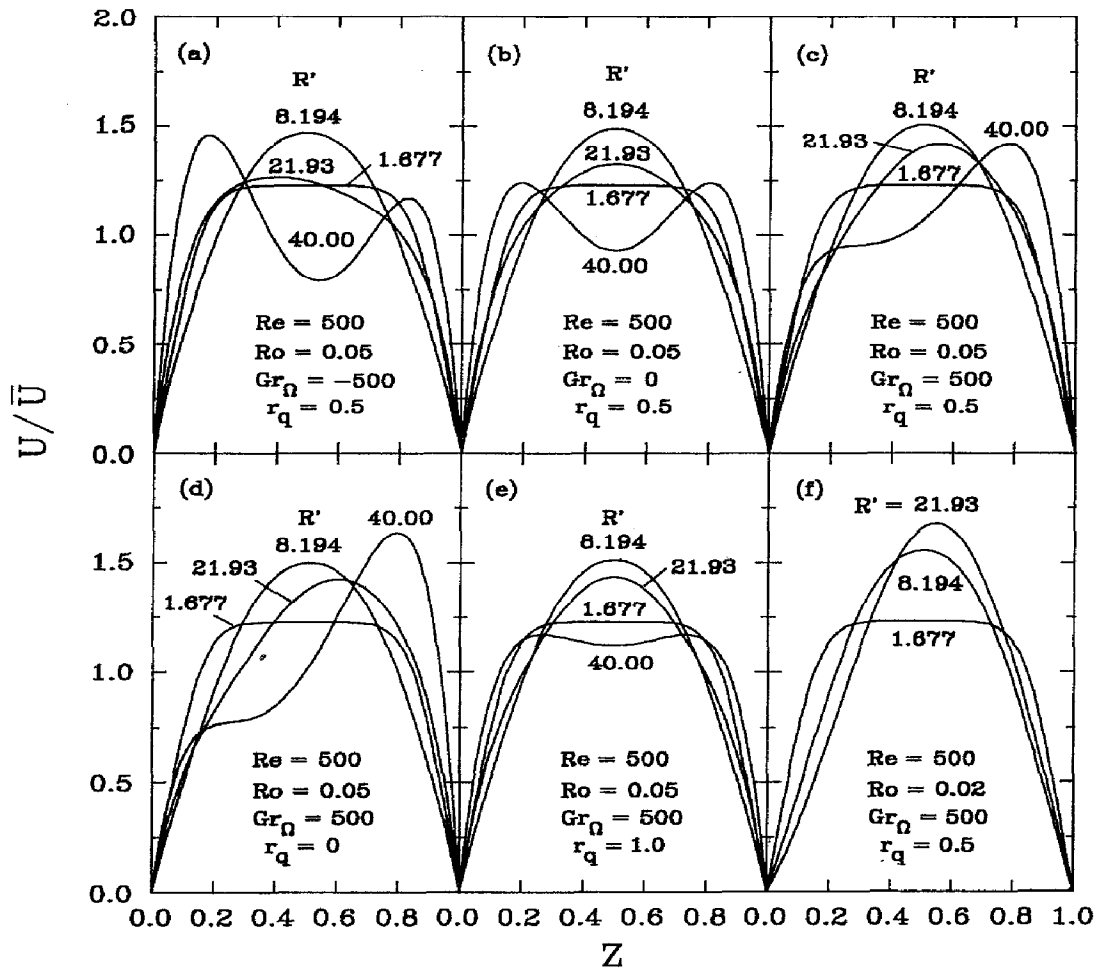 U/Ū
2.0
1.5
1.0
0.5
0.0
(a)
R'
8.194
21.93
1.677
40.00
Re = 500
Ro = 0.05
Gr_Ω = −500
r_q = 0.5
(b)
R'
8.194
21.93
1.677
40.00
Re = 500
Ro = 0.05
Gr_Ω = 0
r_q = 0.5
(c)
R'
8.194
21.93
40.00
1.677
Re = 500
Ro = 0.05
Gr_Ω = 500
r_q = 0.5
1.5
1.0
0.5
0.0
(d)
R'
40.00
8.194
21.93
1.677
Re = 500
Ro = 0.05
Gr_Ω = 500
r_q = 0
(e)
R'
8.194
21.93
1.677
40.00
Re = 500
Ro = 0.05
Gr_Ω = 500
r_q = 1.0
(f)
R' = 21.93
8.194
1.677
Re = 500
Ro = 0.02
Gr_Ω = 500
r_q = 0.5
0.0 0.2 0.4 0.6 0.8 0.0 0.2 0.4 0.6 0.8 0.0 0.2 0.4 0.6 0.8 1.0
Z